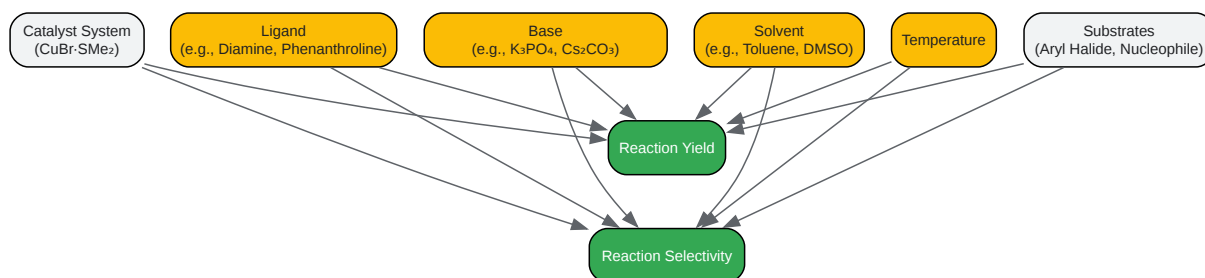 Catalyst System
(CuBr·SMe₂)
Ligand
(e.g., Diamine, Phenanthroline)
Base
(e.g., K₃PO₄, Cs₂CO₃)
Solvent
(e.g., Toluene, DMSO)
Temperature
Substrates
(Aryl Halide, Nucleophile)
Reaction Yield
Reaction Selectivity